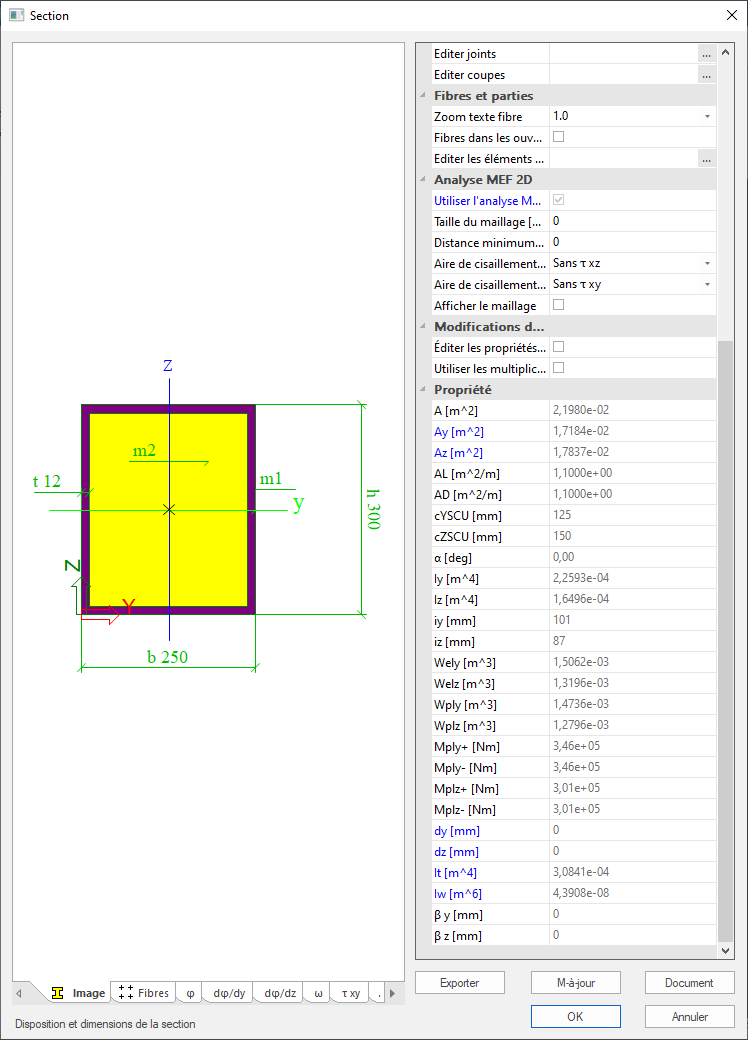 Section
Z
m2
t 12
m1
y
h 300
Z
Y
b 250
Image
Fibres
φ
dφ/dy
dφ/dz
ω
τ xy
.
Disposition et dimensions de la section
Editer joints ...
Editer coupes ...
Fibres et parties
Zoom texte fibre 1.0
Fibres dans les ouv...
Editer les éléments ... ...
Analyse MEF 2D
Utiliser l'analyse M...
Taille du maillage [... 0
Distance minimum... 0
Aire de cisaillement... Sans τ xz
Aire de cisaillement... Sans τ xy
Afficher le maillage
Modifications d...
Éditer les propriétés...
Utiliser les multiplic...
Propriété
A [m^2] 2,1980e-02
Ay [m^2] 1,7184e-02
Az [m^2] 1,7837e-02
AL [m^2/m] 1,1000e+00
AD [m^2/m] 1,1000e+00
cYSCU [mm] 125
cZSCU [mm] 150
α [deg] 0,00
Iy [m^4] 2,2593e-04
Iz [m^4] 1,6496e-04
iy [mm] 101
iz [mm] 87
Wely [m^3] 1,5062e-03
Welz [m^3] 1,3196e-03
Wply [m^3] 1,4736e-03
Wplz [m^3] 1,2796e-03
Mply+ [Nm] 3,46e+05
Mply- [Nm] 3,46e+05
Mplz+ [Nm] 3,01e+05
Mplz- [Nm] 3,01e+05
dy [mm] 0
dz [mm] 0
It [m^4] 3,0841e-04
Iw [m^6] 4,3908e-08
β y [mm] 0
β z [mm] 0
Exporter
M-à-jour
Document
OK
Annuler